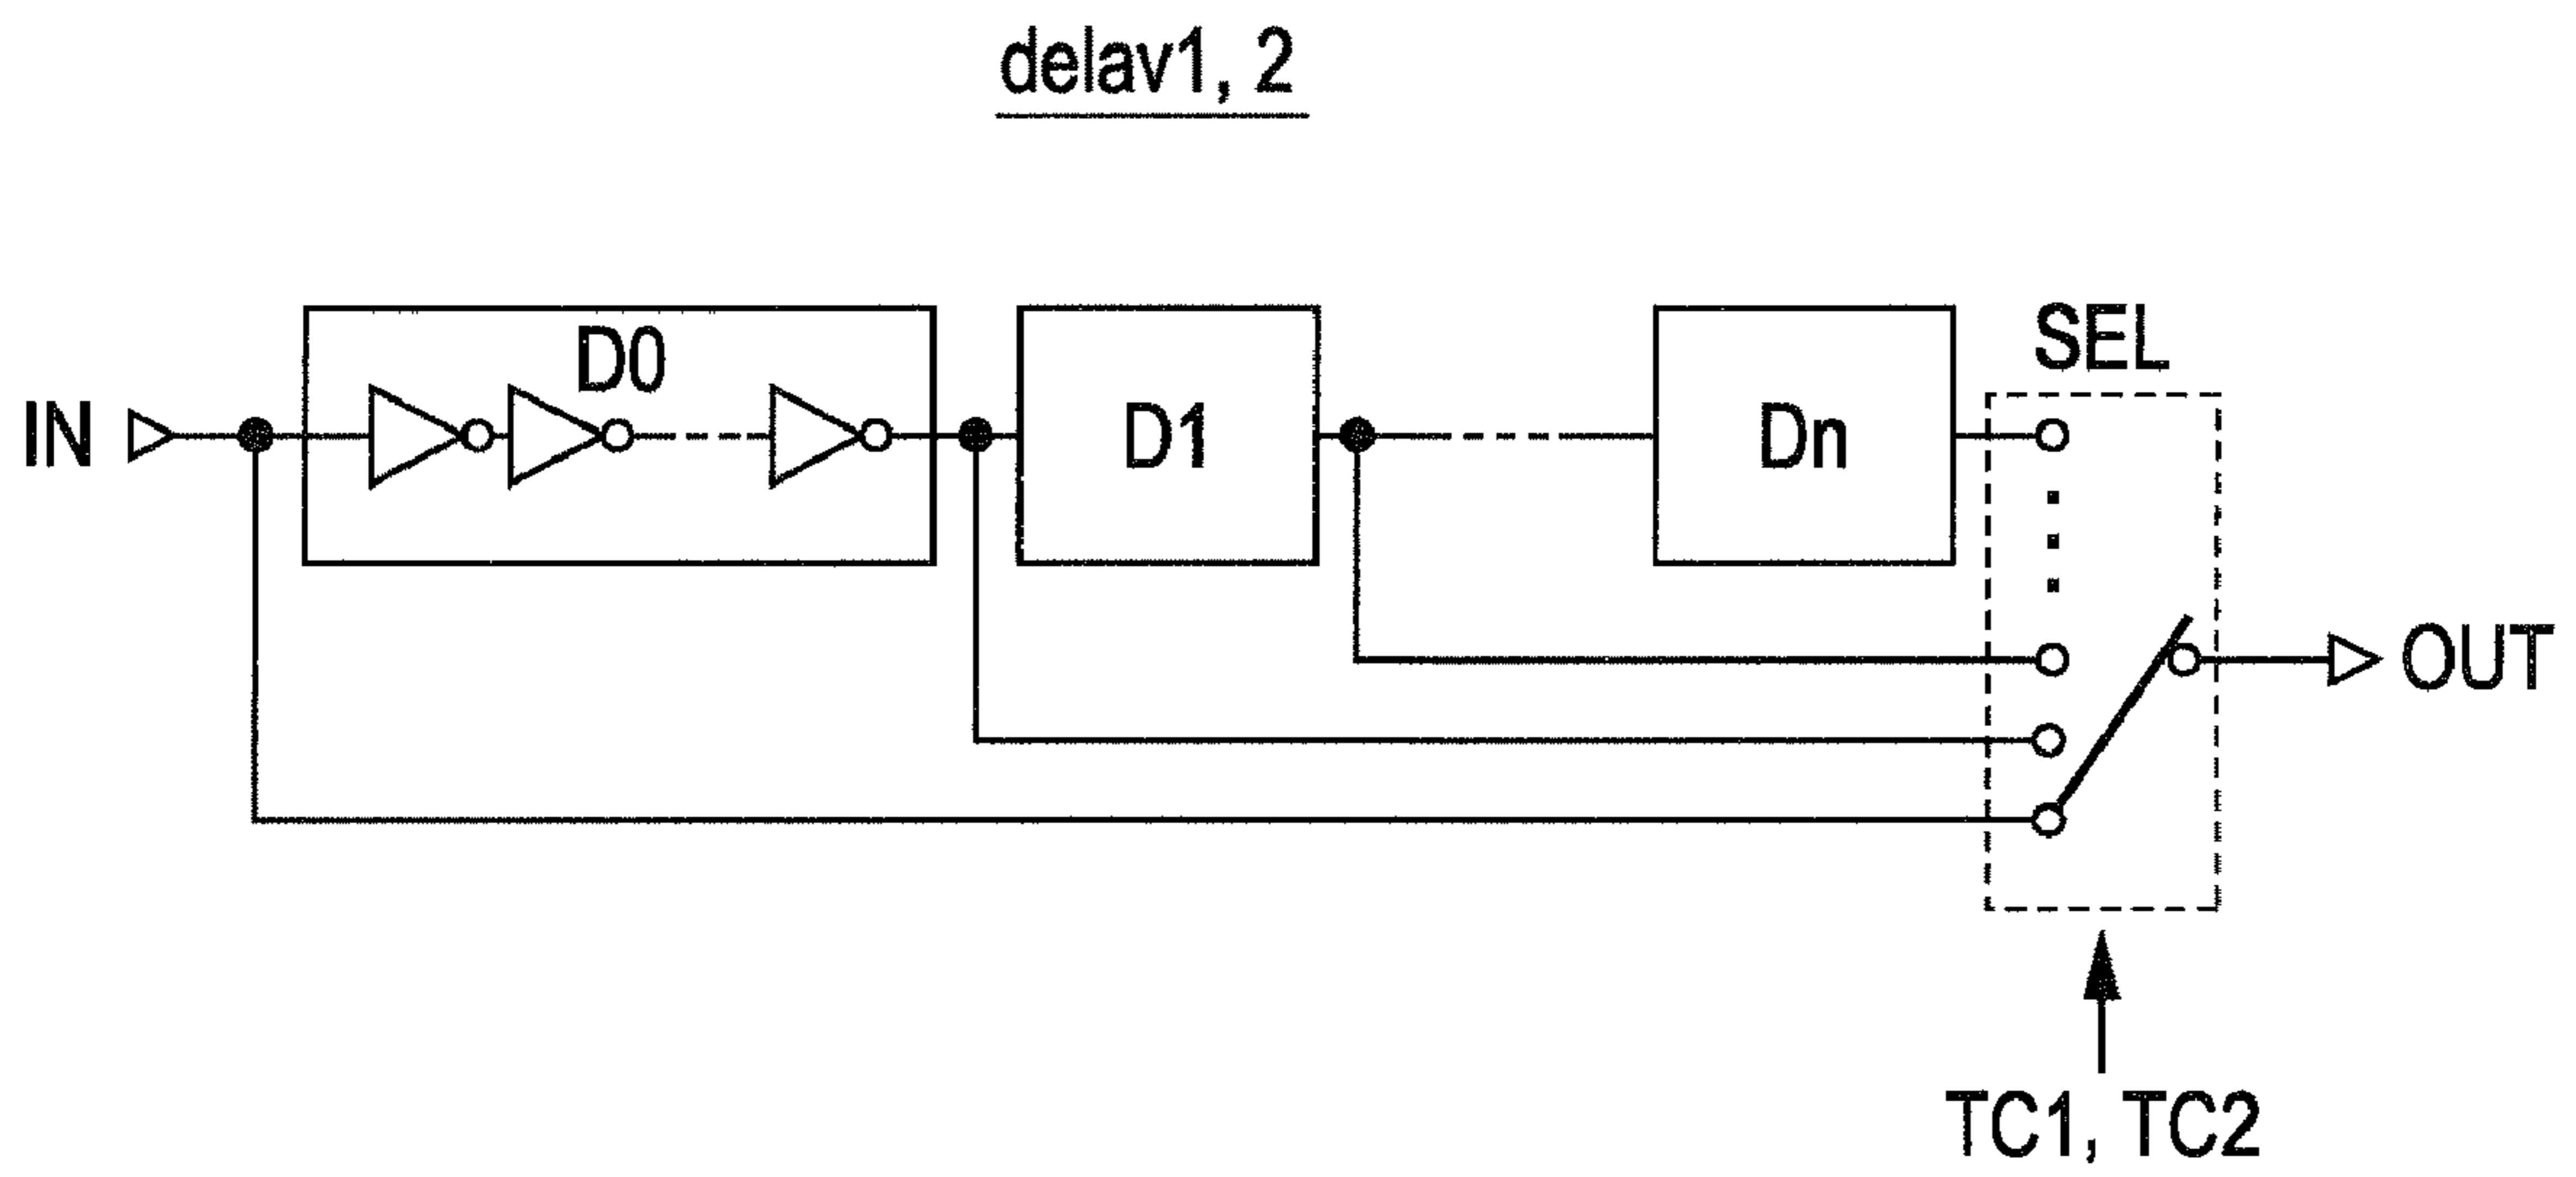 delav1, 2
D0
SEL
IN
D1
Dn
OUT
TC1, TC2